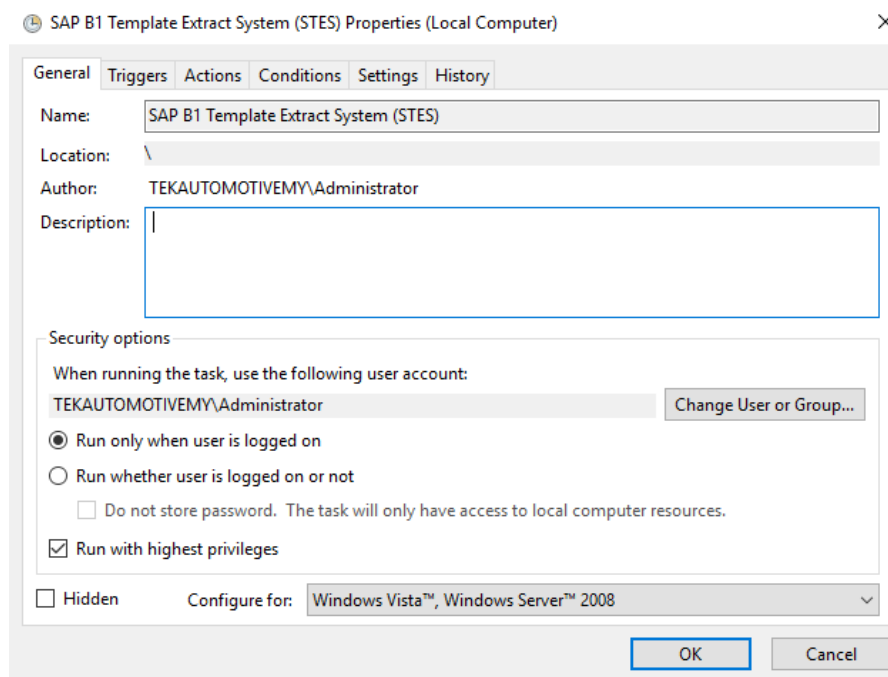 SAP B1 Template Extract System (STES) Properties (Local Computer)
General Triggers Actions Conditions Settings History
Name: SAP B1 Template Extract System (STES)
Location: \
Author: TEKAUTOMOTIVEMY\Administrator
Description:
Security options
When running the task, use the following user account:
TEKAUTOMOTIVEMY\Administrator Change User or Group...
Run only when user is logged on
Run whether user is logged on or not
Do not store password. The task will only have access to local computer resources.
Run with highest privileges
Hidden Configure for: Windows Vista™, Windows Server™ 2008
OK Cancel